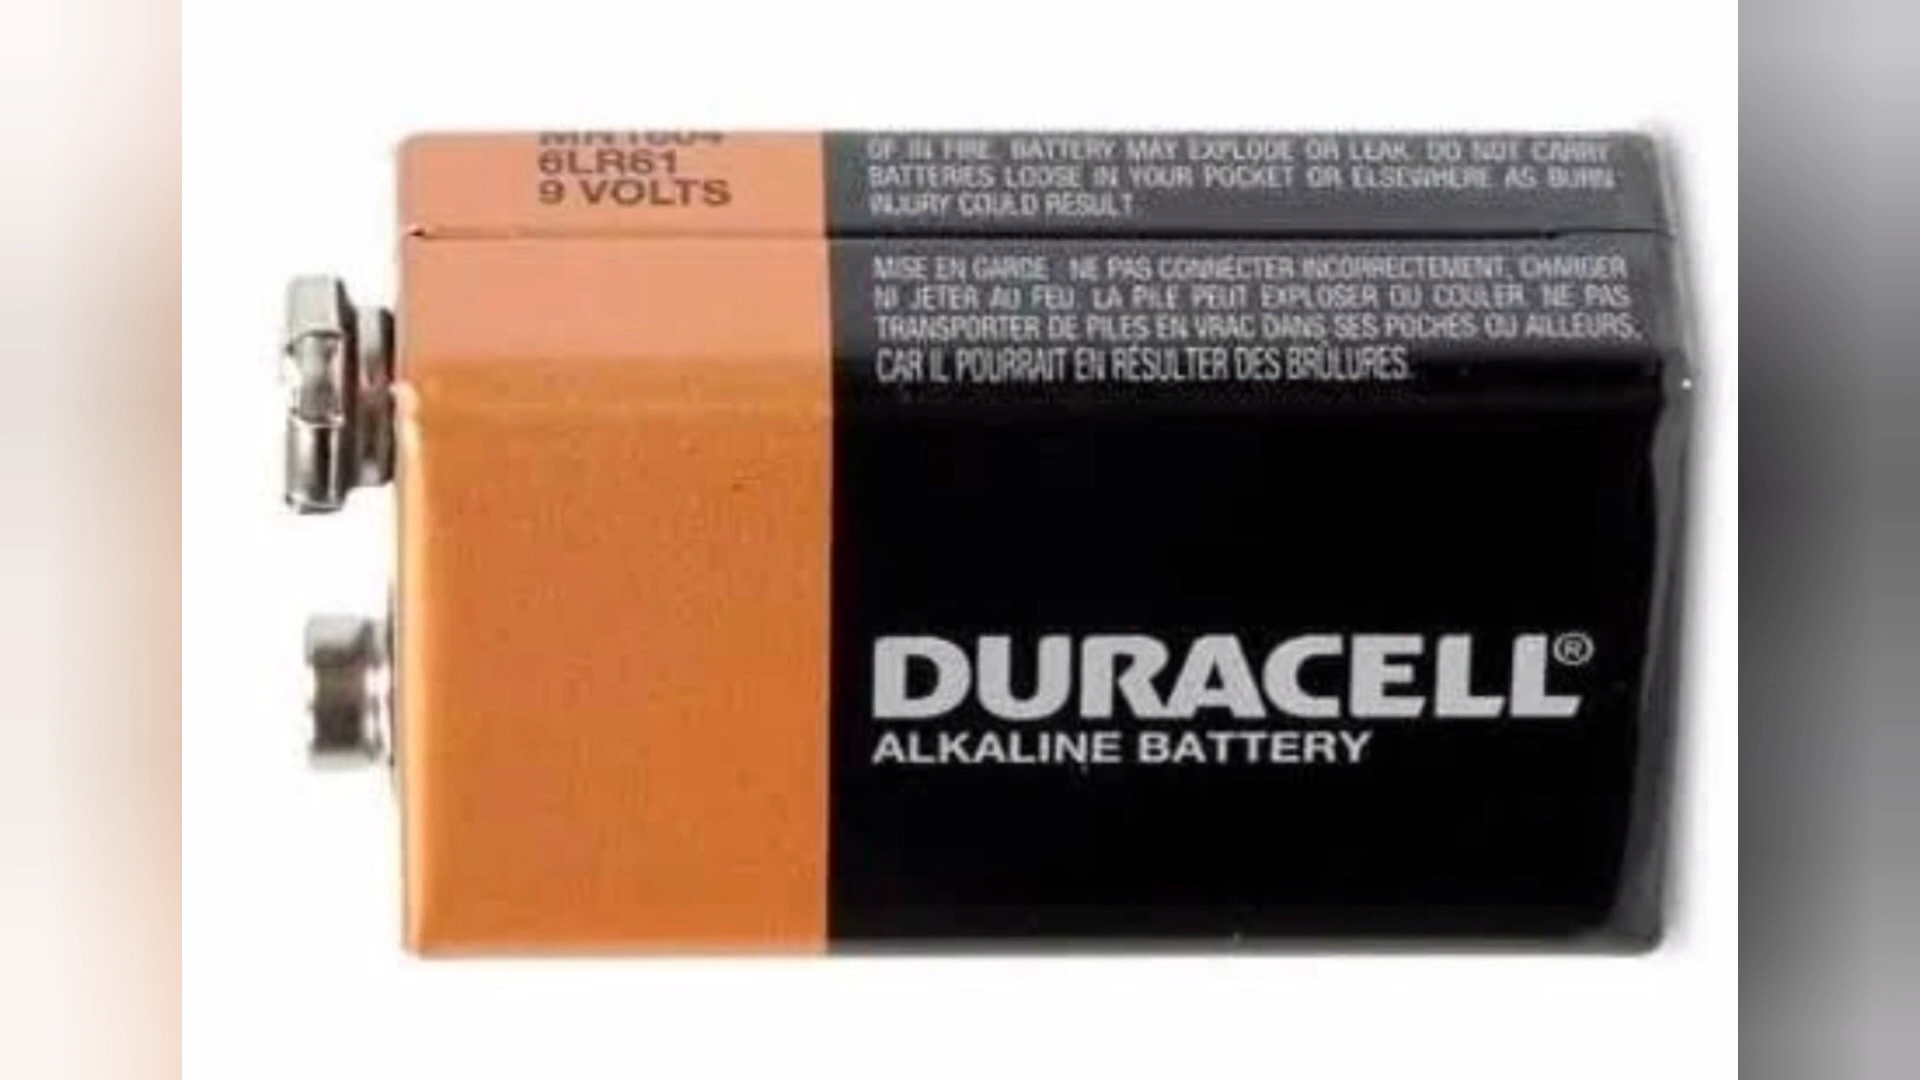 MN1604
6LR61
9 VOLTS
OF IN FIRE. BATTERY MAY EXPLODE OR LEAK. DO NOT CARRY
BATTERIES LOOSE IN YOUR POCKET OR ELSEWHERE AS BURN
INJURY COULD RESULT.
MISE EN GARDE : NE PAS CONNECTER INCORRECTEMENT, CHARGER
NI JETER AU FEU. LA PILE PEUT EXPLOSER OU COULER. NE PAS
TRANSPORTER DE PILES EN VRAC DANS SES POCHES OU AILLEURS,
CAR IL POURRAIT EN RÉSULTER DES BRÛLURES.
DURACELL®
ALKALINE BATTERY